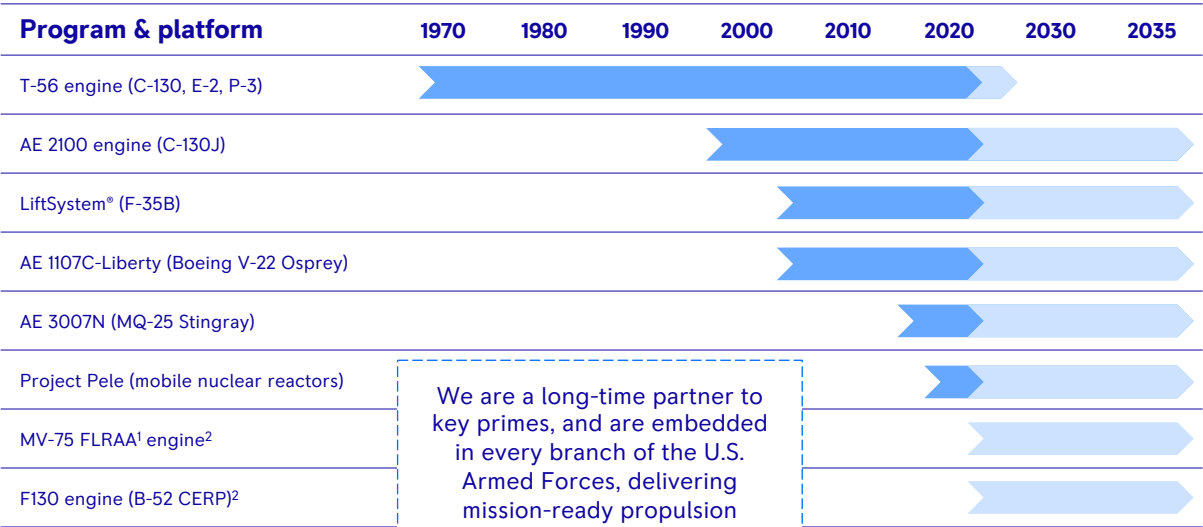 Program & platform 1970 1980 1990 2000 2010 2020 2030 2035
T-56 engine (C-130, E-2, P-3)
AE 2100 engine (C-130J)
LiftSystem® (F-35B)
AE 1107C-Liberty (Boeing V-22 Osprey)
AE 3007N (MQ-25 Stingray)
Project Pele (mobile nuclear reactors)
MV-75 FLRAA¹ engine²
F130 engine (B-52 CERP)²
We are a long-time partner to
key primes, and are embedded
in every branch of the U.S.
Armed Forces, delivering
mission-ready propulsion